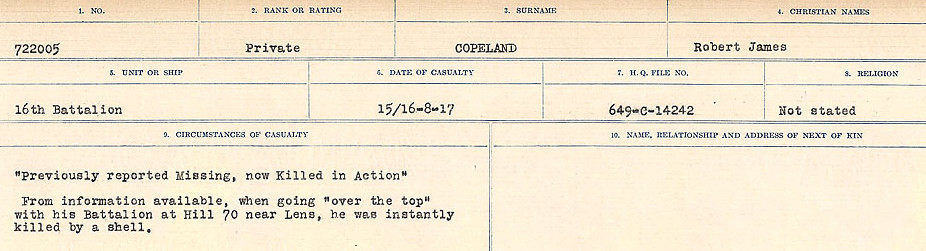 1. NO. 2. RANK OR RATING 3. SURNAME 4. CHRISTIAN NAMES
722005 Private COPELAND Robert James
5. UNIT OR SHIP 6. DATE OF CASUALTY 7. H. Q. FILE NO. 8. RELIGION
16th Battalion 15/16-8-17 649-C-14242 Not stated
9. CIRCUMSTANCES OF CASUALTY 10. NAME, RELATIONSHIP AND ADDRESS OF NEXT OF KIN
"Previously reported Missing, now Killed in Action"
From information available, when going "over the top"
with his Battalion at Hill 70 near Lens, he was instantly
killed by a shell.